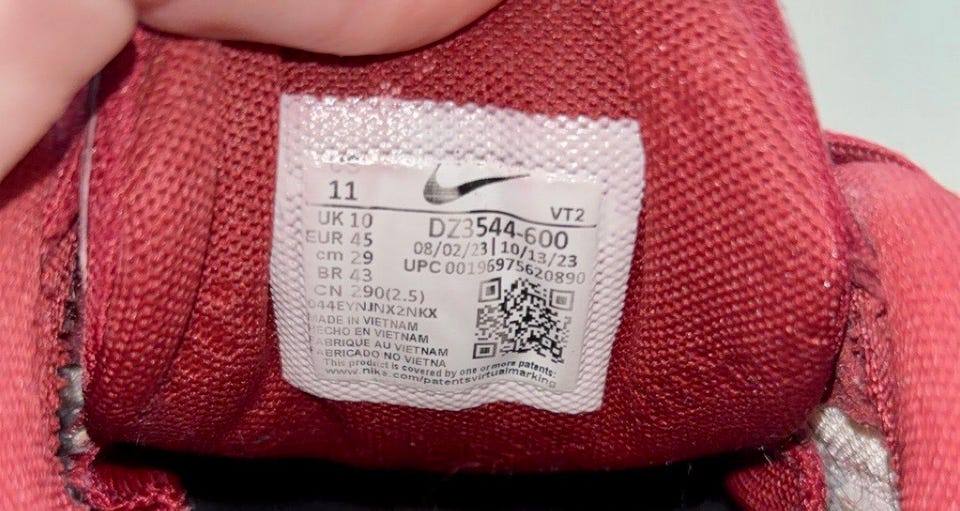 11
VT2
UK 10
EUR 45
cm 29
BR 43
CN 290(2.5)
DZ3544-600
08/02/23|10/13/23
UPC 00196975620890
044EYNJNX2NKX
MADE IN VIETNAM
HECHO EN VIETNAM
FABRIQUE AU VIETNAM
FABRICADO NO VIETNA
This product is covered by one or more patents:
www.nike.com/patentsvirtualmarking